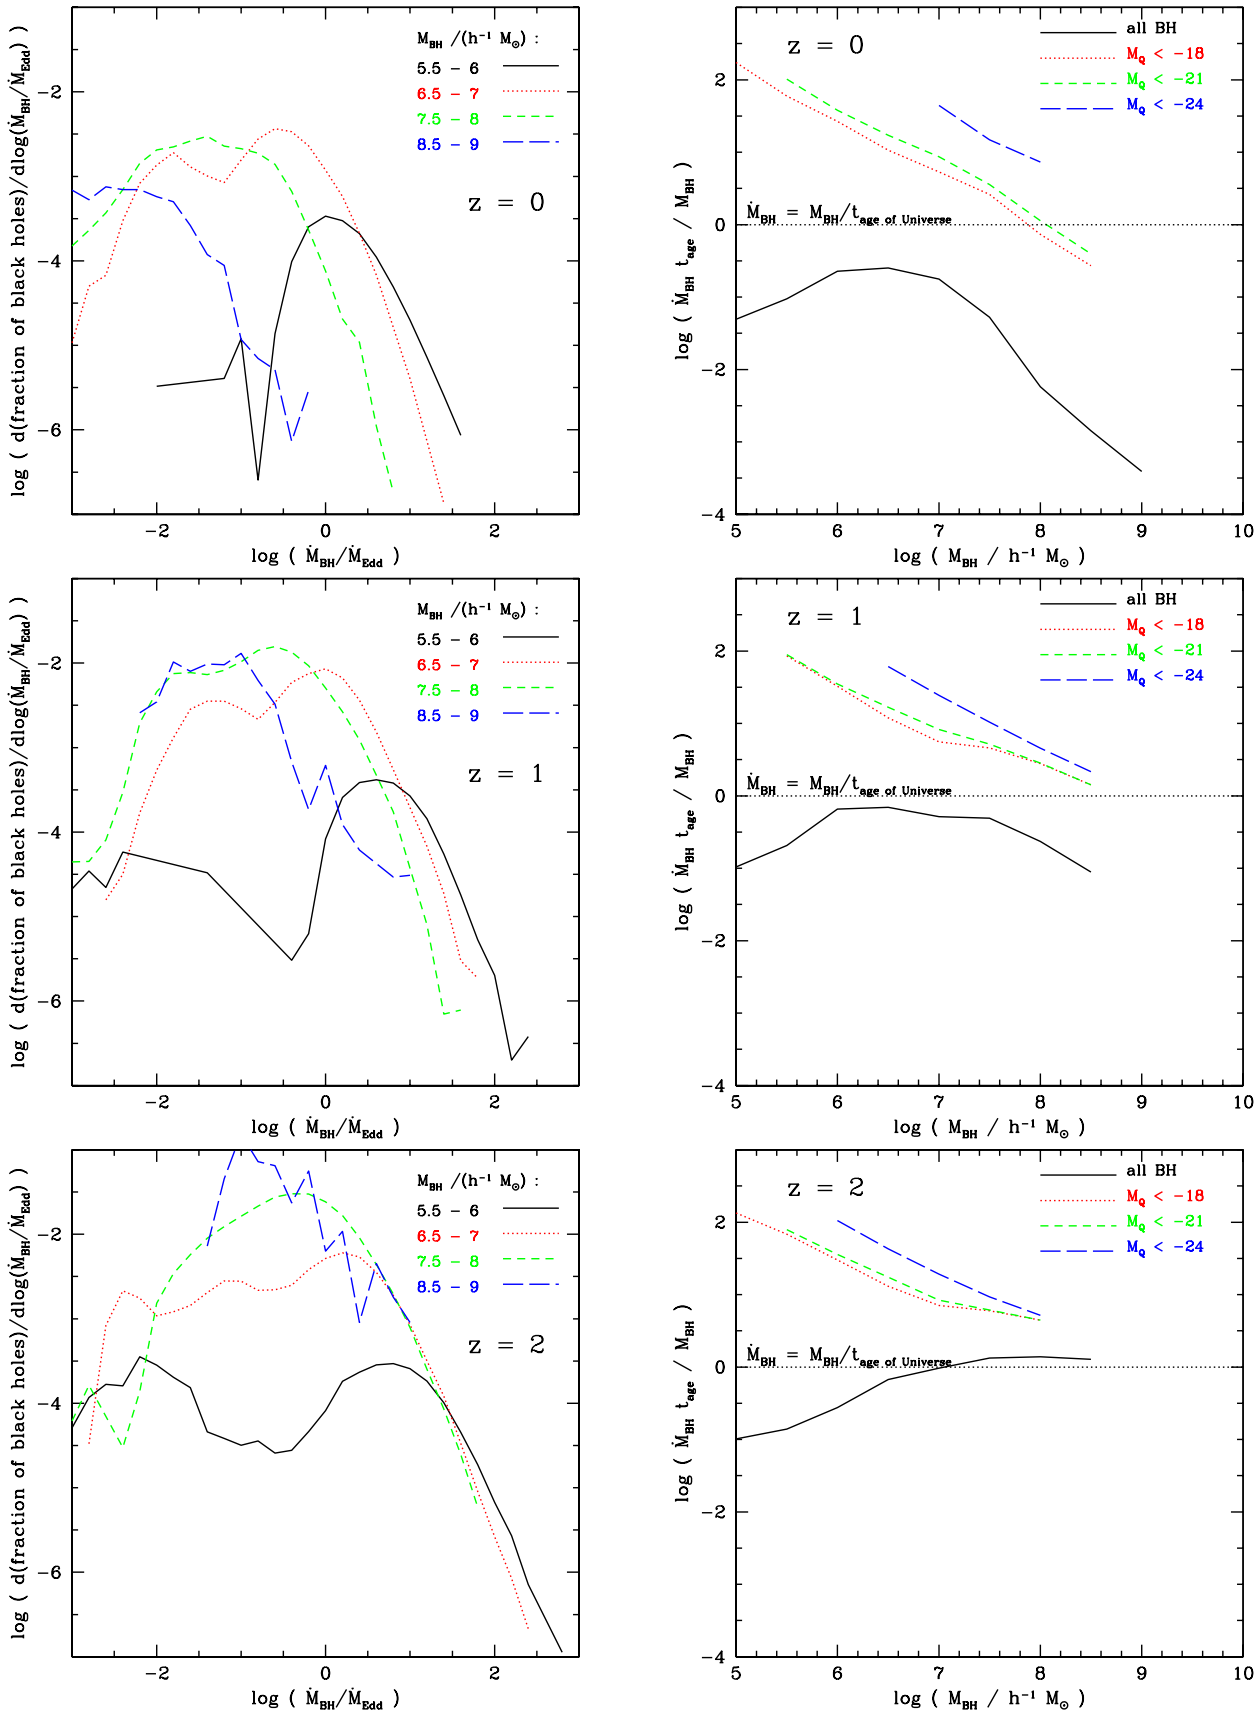 log ( d(fraction of black holes)/dlog(Ṁ_BH/Ṁ_Edd) )
M_BH /(h⁻¹ M_⊙) :
5.5 − 6
6.5 − 7
7.5 − 8
8.5 − 9
z = 0
−2
−4
−6
−2 0 2
log ( Ṁ_BH/Ṁ_Edd )
log ( Ṁ_BH t_age / M_BH )
z = 0
all BH
M_Q < −18
M_Q < −21
M_Q < −24
Ṁ_BH = M_BH/t_age of Universe
2
0
−2
−4
5 6 7 8 9 10
log ( M_BH / h⁻¹ M_⊙ )
log ( d(fraction of black holes)/dlog(Ṁ_BH/Ṁ_Edd) )
M_BH /(h⁻¹ M_⊙) :
5.5 − 6
6.5 − 7
7.5 − 8
8.5 − 9
z = 1
−2
−4
−6
−2 0 2
log ( Ṁ_BH/Ṁ_Edd )
log ( Ṁ_BH t_age / M_BH )
z = 1
all BH
M_Q < −18
M_Q < −21
M_Q < −24
Ṁ_BH = M_BH/t_age of Universe
2
0
−2
−4
5 6 7 8 9 10
log ( M_BH / h⁻¹ M_⊙ )
log ( d(fraction of black holes)/dlog(Ṁ_BH/Ṁ_Edd) )
M_BH /(h⁻¹ M_⊙) :
5.5 − 6
6.5 − 7
7.5 − 8
8.5 − 9
z = 2
−2
−4
−6
−2 0 2
log ( Ṁ_BH/Ṁ_Edd )
log ( Ṁ_BH t_age / M_BH )
z = 2
all BH
M_Q < −18
M_Q < −21
M_Q < −24
Ṁ_BH = M_BH/t_age of Universe
2
0
−2
−4
5 6 7 8 9 10
log ( M_BH / h⁻¹ M_⊙ )